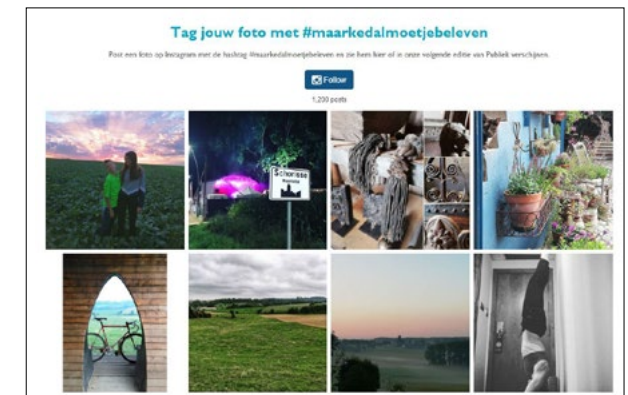 Tag jouw foto met #maarkedalmoetjebeleven
Post een foto op Instagram met de hashtag #maarkedalmoetjebeleven en zie hem hier of in onze volgende editie van Publiek verschijnen.
Follow
1,200 posts
Schorisse